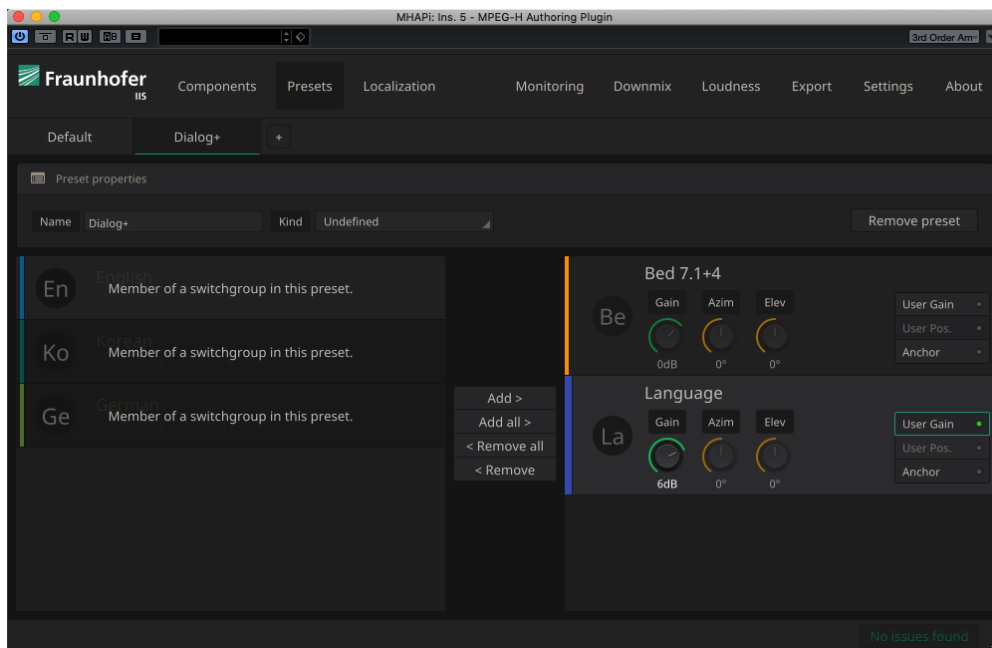 MHAPi: Ins. 5 - MPEG-H Authoring Plugin
3rd Order Am
Fraunhofer
IIS
Components Presets Localization Monitoring Downmix Loudness Export Settings About
Default Dialog+ +
Preset properties
Name Dialog+ Kind Undefined Remove preset
En English
Member of a switchgroup in this preset.
Ko Korean
Member of a switchgroup in this preset.
Ge German
Member of a switchgroup in this preset.
Add >
Add all >
< Remove all
< Remove
Bed 7.1+4
Be
Gain Azim Elev
0dB 0° 0°
User Gain
User Pos.
Anchor
Language
La
Gain Azim Elev
6dB 0° 0°
User Gain
User Pos.
Anchor
No issues found